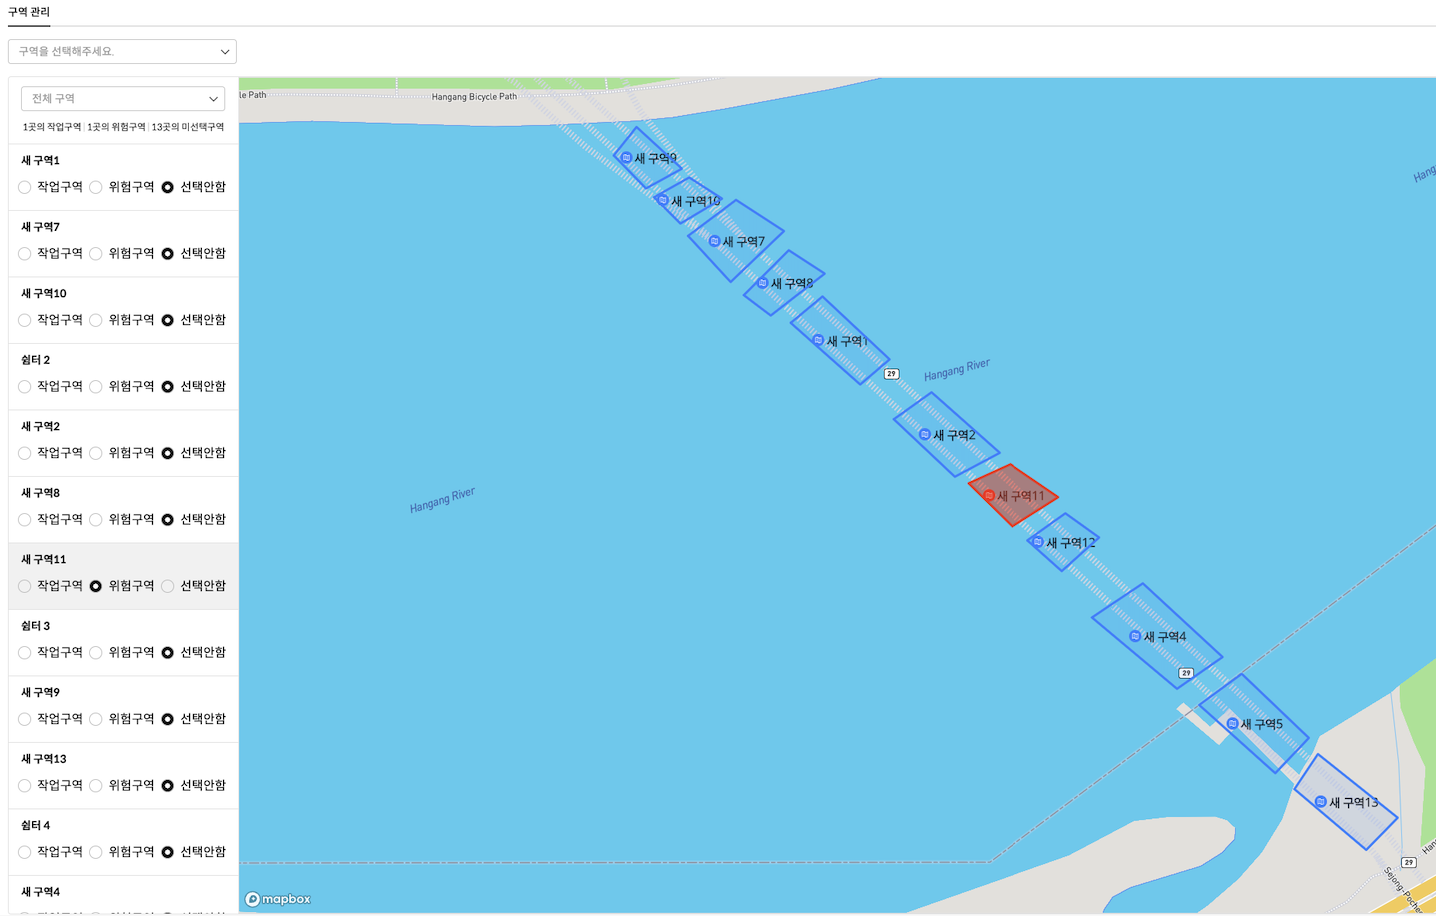 구역 관리
구역을 선택해주세요.
전체 구역
1곳의 작업구역 | 1곳의 위험구역 | 13곳의 미선택구역
새 구역1
작업구역 위험구역 선택안함
새 구역7
작업구역 위험구역 선택안함
새 구역10
작업구역 위험구역 선택안함
쉼터 2
작업구역 위험구역 선택안함
새 구역2
작업구역 위험구역 선택안함
새 구역8
작업구역 위험구역 선택안함
새 구역11
작업구역 위험구역 선택안함
쉼터 3
작업구역 위험구역 선택안함
새 구역9
작업구역 위험구역 선택안함
새 구역13
작업구역 위험구역 선택안함
쉼터 4
작업구역 위험구역 선택안함
새 구역4
le Path
Hangang Bicycle Path
Hang
새 구역9
새 구역10
새 구역7
새 구역8
새 구역1
29
Hangang River
새 구역2
Hangang River
새 구역11
새 구역12
새 구역4
29
새 구역5
새 구역13
Han
29
Sejong-Poche
mapbox